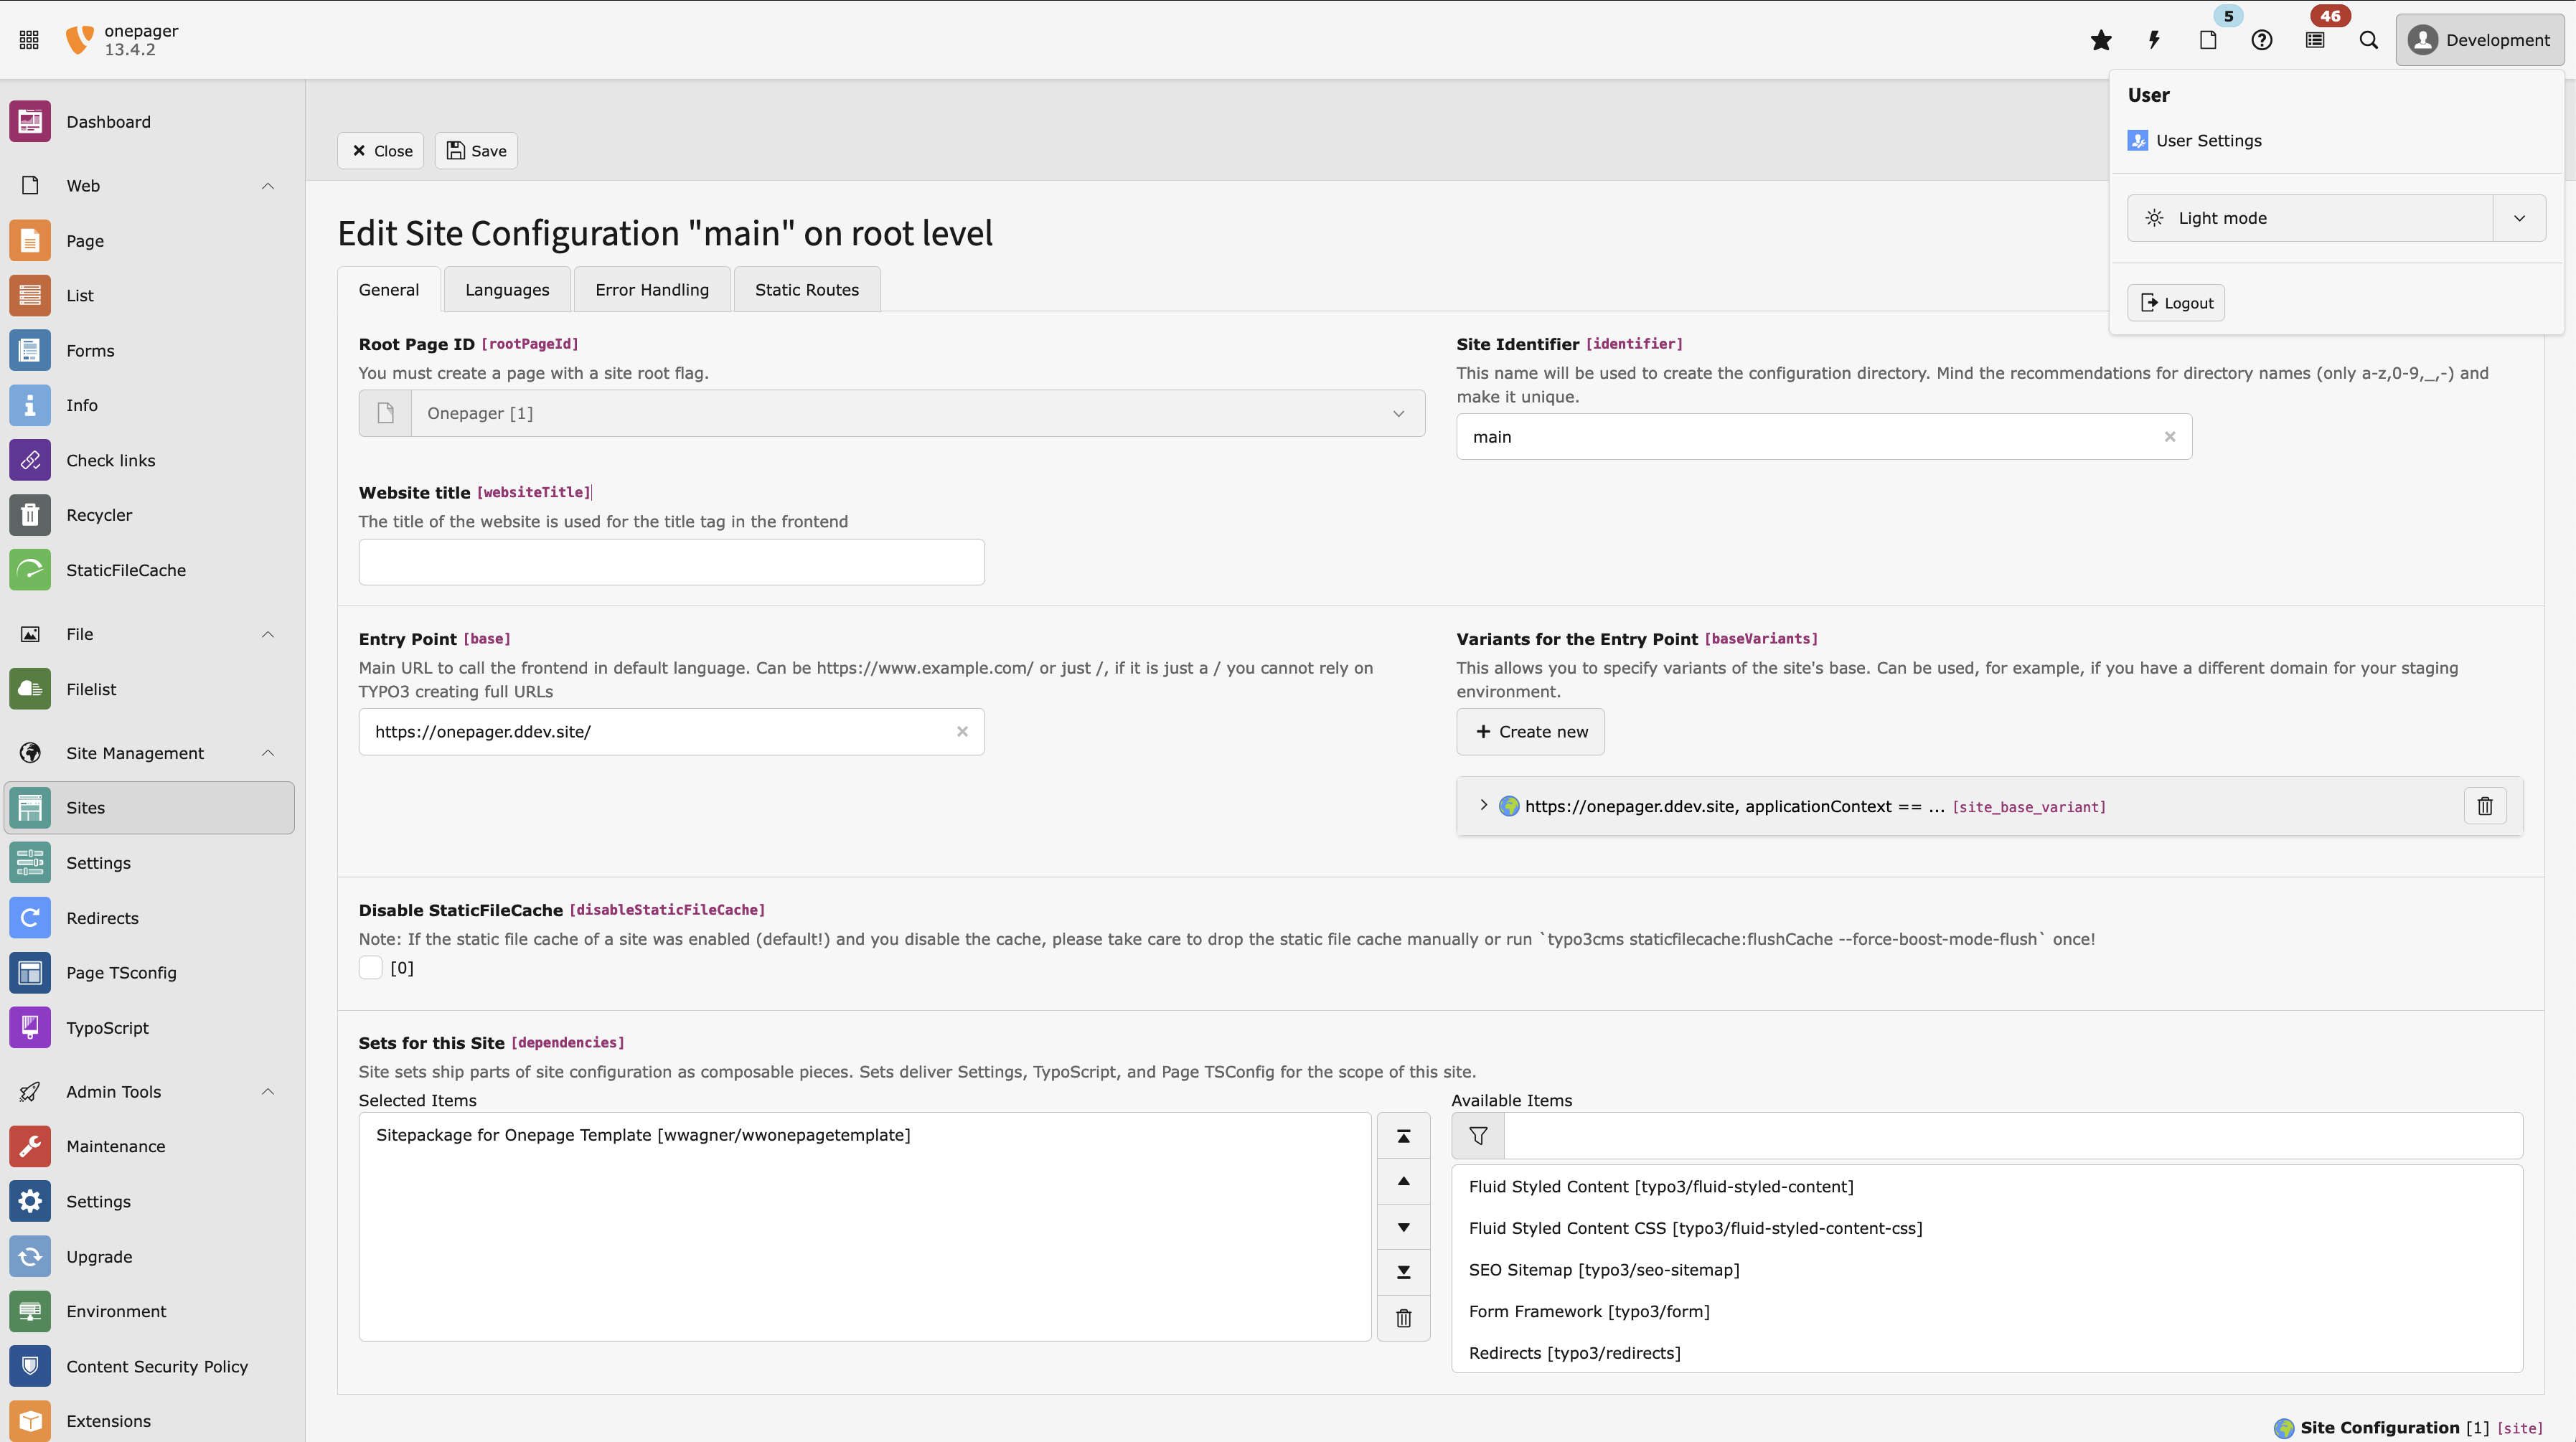 onepager
13.4.2
5
46
Development
User
User Settings
Light mode
Logout
Dashboard
Web
Page
List
Forms
Info
Check links
Recycler
StaticFileCache
File
Filelist
Site Management
Sites
Settings
Redirects
Page TSconfig
TypoScript
Admin Tools
Maintenance
Settings
Upgrade
Environment
Content Security Policy
Extensions
Close
Save
Edit Site Configuration "main" on root level
General
Languages
Error Handling
Static Routes
Root Page ID [rootPageId]
You must create a page with a site root flag.
Onepager [1]
Site Identifier [identifier]
This name will be used to create the configuration directory. Mind the recommendations for directory names (only a-z,0-9,_,-) and
make it unique.
main
Website title [websiteTitle]
The title of the website is used for the title tag in the frontend
Entry Point [base]
Main URL to call the frontend in default language. Can be https://www.example.com/ or just /, if it is just a / you cannot rely on
TYPO3 creating full URLs
https://onepager.ddev.site/
Variants for the Entry Point [baseVariants]
This allows you to specify variants of the site's base. Can be used, for example, if you have a different domain for your staging
environment.
Create new
https://onepager.ddev.site, applicationContext == ... [site_base_variant]
Disable StaticFileCache [disableStaticFileCache]
Note: If the static file cache of a site was enabled (default!) and you disable the cache, please take care to drop the static file cache manually or run `typo3cms staticfilecache:flushCache --force-boost-mode-flush` once!
[0]
Sets for this Site [dependencies]
Site sets ship parts of site configuration as composable pieces. Sets deliver Settings, TypoScript, and Page TSConfig for the scope of this site.
Selected Items
Sitepackage for Onepage Template [wwagner/wwonepagetemplate]
Available Items
Fluid Styled Content [typo3/fluid-styled-content]
Fluid Styled Content CSS [typo3/fluid-styled-content-css]
SEO Sitemap [typo3/seo-sitemap]
Form Framework [typo3/form]
Redirects [typo3/redirects]
Site Configuration [1] [site]